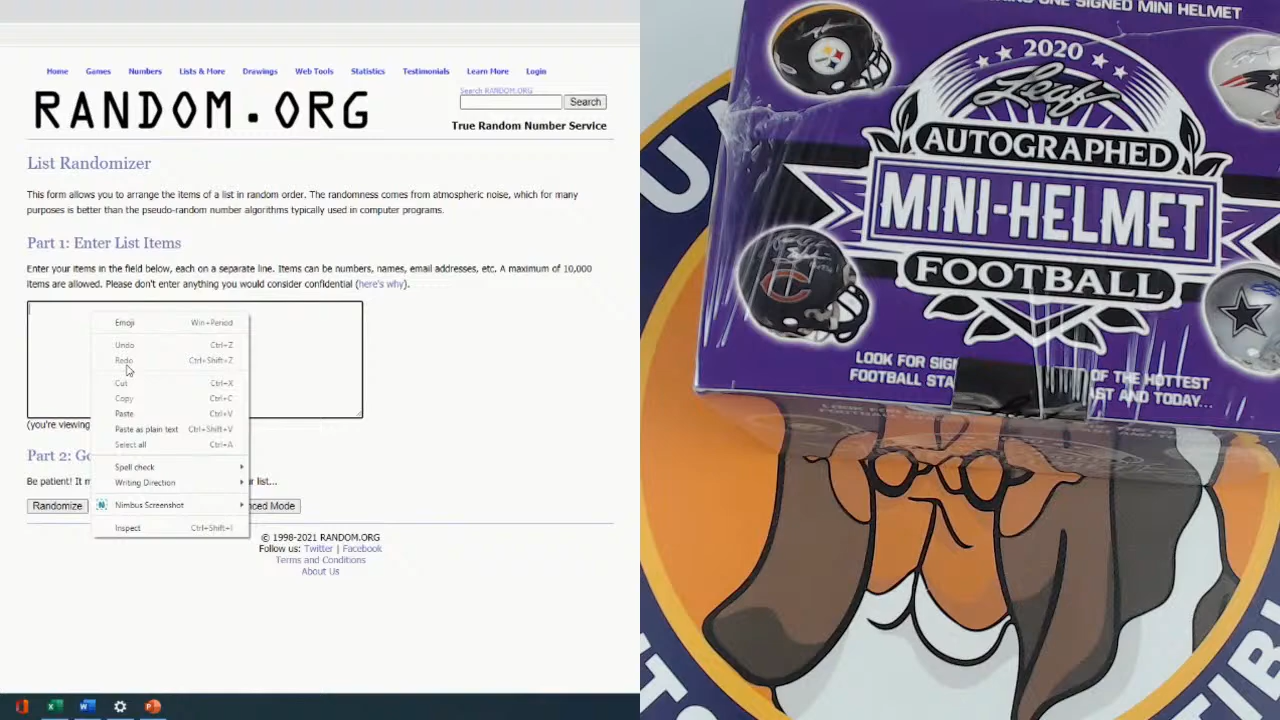 Home Games Numbers Lists & More Drawings Web Tools Statistics Testimonials Learn More Login
RANDOM.ORG
Search RANDOM.ORG
Search
True Random Number Service
List Randomizer
This form allows you to arrange the items of a list in random order. The randomness comes from atmospheric noise, which for many
purposes is better than the pseudo-random number algorithms typically used in computer programs.
Part 1: Enter List Items
Enter your items in the field below, each on a separate line. Items can be numbers, names, email addresses, etc. A maximum of 10,000
items are allowed. Please don't enter anything you would consider confidential (here's why).
Emoji Win+Period
Undo Ctrl+Z
Redo Ctrl+Shift+Z
Cut Ctrl+X
Copy Ctrl+C
Paste Ctrl+V
Paste as plain text Ctrl+Shift+V
Select all Ctrl+A
Spell check
Writing Direction
Nimbus Screenshot
Inspect Ctrl+Shift+I
(you're viewing
Part 2: Go
Be patient! It m r list...
Randomize ced Mode
© 1998-2021 RANDOM.ORG
Follow us: Twitter | Facebook
Terms and Conditions
About Us
ONE SIGNED MINI HELMET
2020
Leaf
AUTOGRAPHED
MINI-HELMET
FOOTBALL
LOOK FOR SIG OF THE HOTTEST
FOOTBALL STA AST AND TODAY...
U
TIB